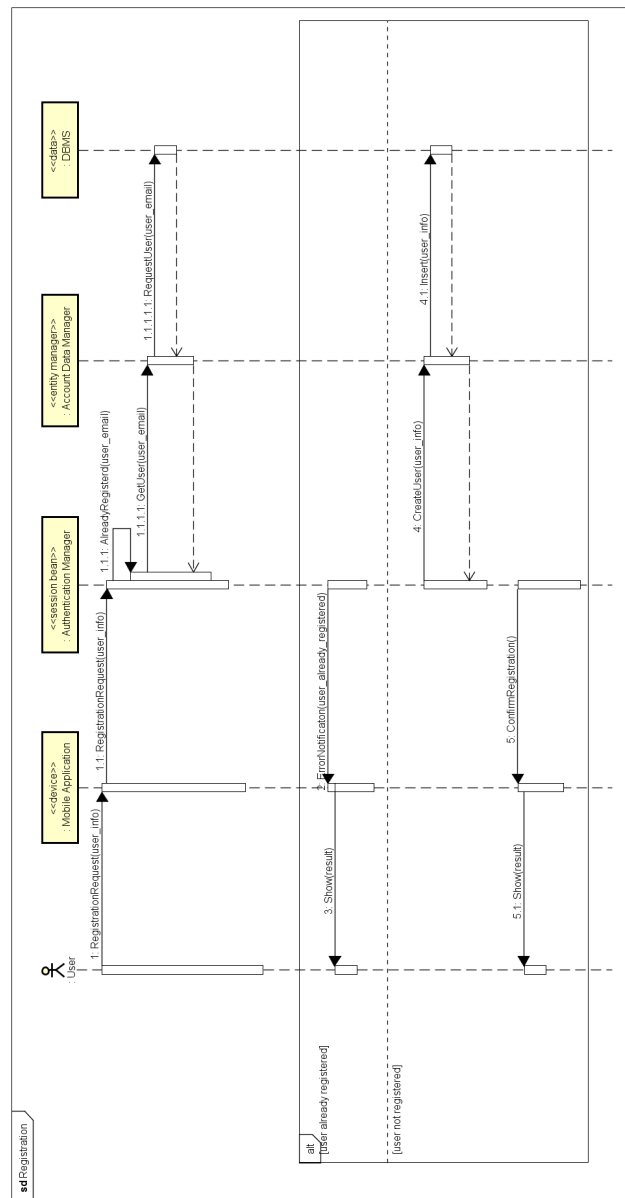 sd Registration
: User
<<device>>
: Mobile Application
<<session bean>>
: Authentication Manager
<<entity manager>>
: Account Data Manager
<<data>>
: DBMS
1: RegistrationRequest(user_info)
1.1: RegistrationRequest(user_info)
1.1.1: AlreadyRegisterd(user_email)
1.1.1.1: GetUser(user_email)
1.1.1.1.1: RequestUser(user_email)
alt
[user already registered]
2: ErrorNotificaton(user_already_registered)
3: Show(result)
[user not registered]
4: CreateUser(user_info)
4.1: Insert(user_info)
5: ConfirmRegistration()
5.1: Show(result)